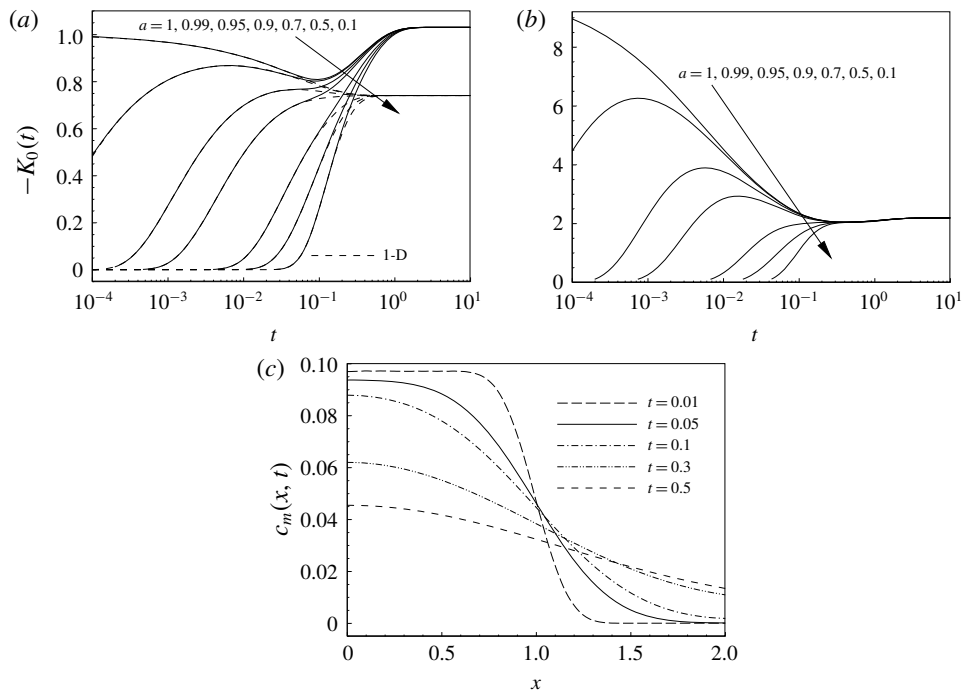 (a)
a = 1, 0.99, 0.95, 0.9, 0.7, 0.5, 0.1
1.0
0.8
0.6
0.4
0.2
0
−K₀(t)
1-D
10⁻⁴ 10⁻³ 10⁻² 10⁻¹ 10⁰ 10¹
t
(b)
a = 1, 0.99, 0.95, 0.9, 0.7, 0.5, 0.1
8
6
4
2
0
10⁻⁴ 10⁻³ 10⁻² 10⁻¹ 10⁰ 10¹
t
(c)
0.10
0.08
0.06
0.04
0.02
0
cₘ(x, t)
t = 0.01
t = 0.05
t = 0.1
t = 0.3
t = 0.5
0 0.5 1.0 1.5 2.0
x